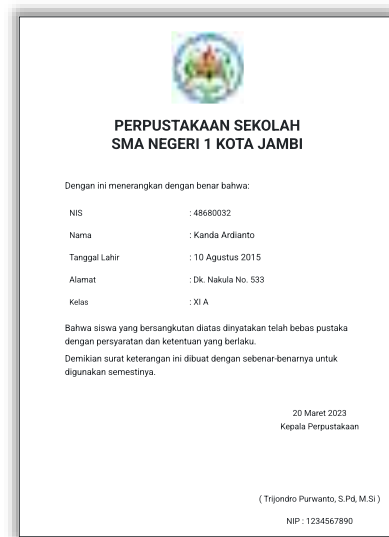 PERPUSTAKAAN SEKOLAH
SMA NEGERI 1 KOTA JAMBI
Dengan ini menerangkan dengan benar bahwa:
NIS : 48680032
Nama : Kanda Ardianto
Tanggal Lahir : 10 Agustus 2015
Alamat : Dk. Nakula No. 533
Kelas : XI A
Bahwa siswa yang bersangkutan diatas dinyatakan telah bebas pustaka
dengan persyaratan dan ketentuan yang berlaku.
Demikian surat keterangan ini dibuat dengan sebenar-benarnya untuk
digunakan semestinya.
20 Maret 2023
Kepala Perpustakaan
( Trijondro Purwanto, S.Pd, M.Si )
NIP : 1234567890